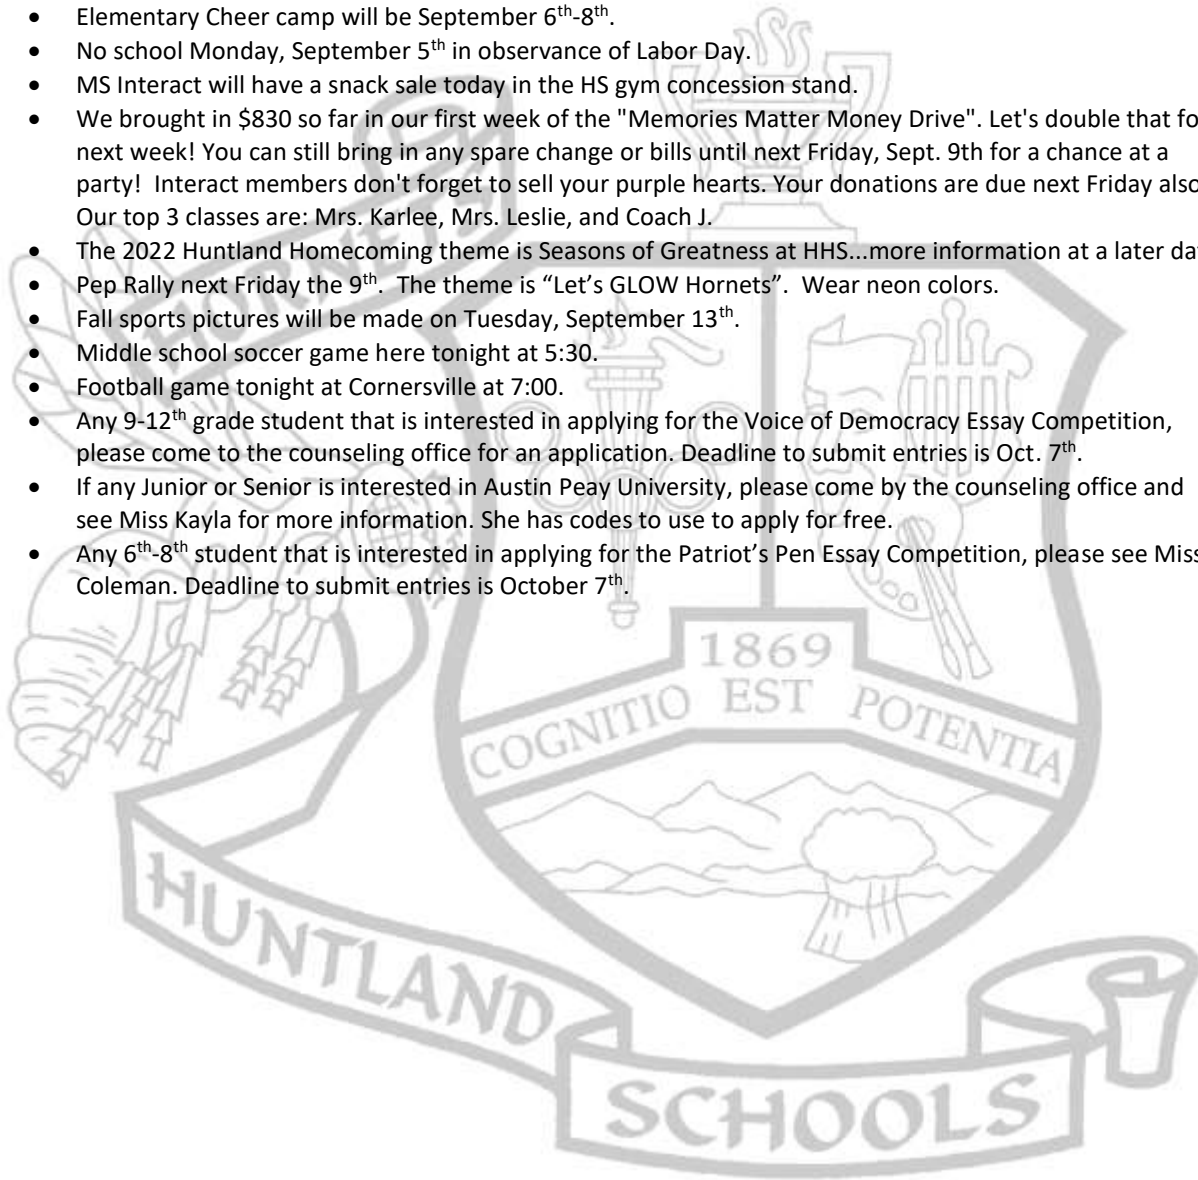 • Elementary Cheer camp will be September 6th-8th.
• No school Monday, September 5th in observance of Labor Day.
• MS Interact will have a snack sale today in the HS gym concession stand.
• We brought in $830 so far in our first week of the "Memories Matter Money Drive". Let's double that fo
next week! You can still bring in any spare change or bills until next Friday, Sept. 9th for a chance at a
party!  Interact members don't forget to sell your purple hearts. Your donations are due next Friday also
Our top 3 classes are: Mrs. Karlee, Mrs. Leslie, and Coach J.
• The 2022 Huntland Homecoming theme is Seasons of Greatness at HHS...more information at a later da
• Pep Rally next Friday the 9th.  The theme is “Let’s GLOW Hornets”.  Wear neon colors.
• Fall sports pictures will be made on Tuesday, September 13th.
• Middle school soccer game here tonight at 5:30.
• Football game tonight at Cornersville at 7:00.
• Any 9-12th grade student that is interested in applying for the Voice of Democracy Essay Competition,
please come to the counseling office for an application. Deadline to submit entries is Oct. 7th.
• If any Junior or Senior is interested in Austin Peay University, please come by the counseling office and
see Miss Kayla for more information. She has codes to use to apply for free.
• Any 6th-8th student that is interested in applying for the Patriot’s Pen Essay Competition, please see Miss
Coleman. Deadline to submit entries is October 7th.
HORNETS
1869
COGNITIO EST POTENTIA
HUNTLAND
SCHOOLS